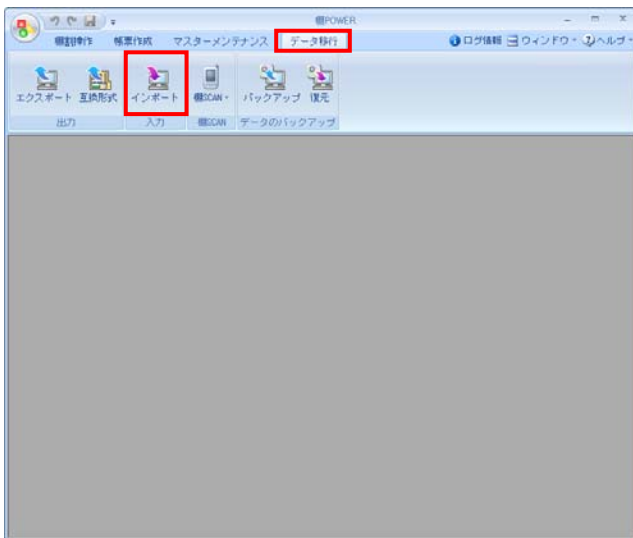 棚POWER
棚割操作 帳票作成 マスターメンテナンス データ移行 ログ情報 ウィンドウ ヘルプ
エクスポート 互換形式 インポート 棚SCAN バックアップ 復元
出力 入力 棚SCAN データのバックアップ